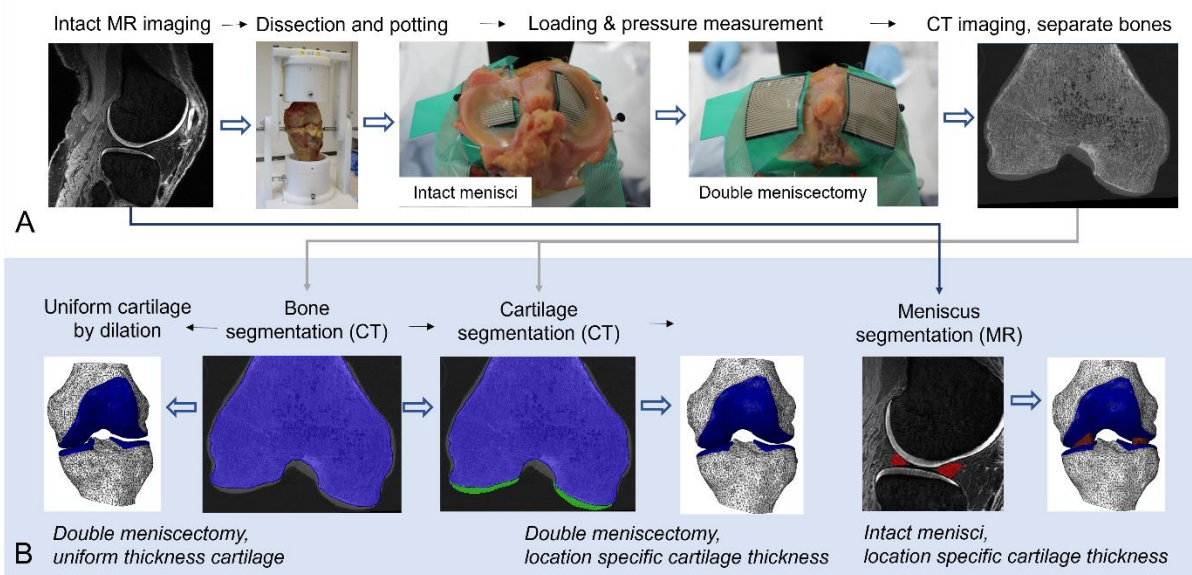 Intact MR imaging
Dissection and potting
Loading & pressure measurement
CT imaging, separate bones
Intact menisci
Double meniscectomy
A
Uniform cartilage
by dilation
Bone
segmentation (CT)
Cartilage
segmentation (CT)
Meniscus
segmentation (MR)
B
Double meniscectomy,
uniform thickness cartilage
Double meniscectomy,
location specific cartilage thickness
Intact menisci,
location specific cartilage thickness